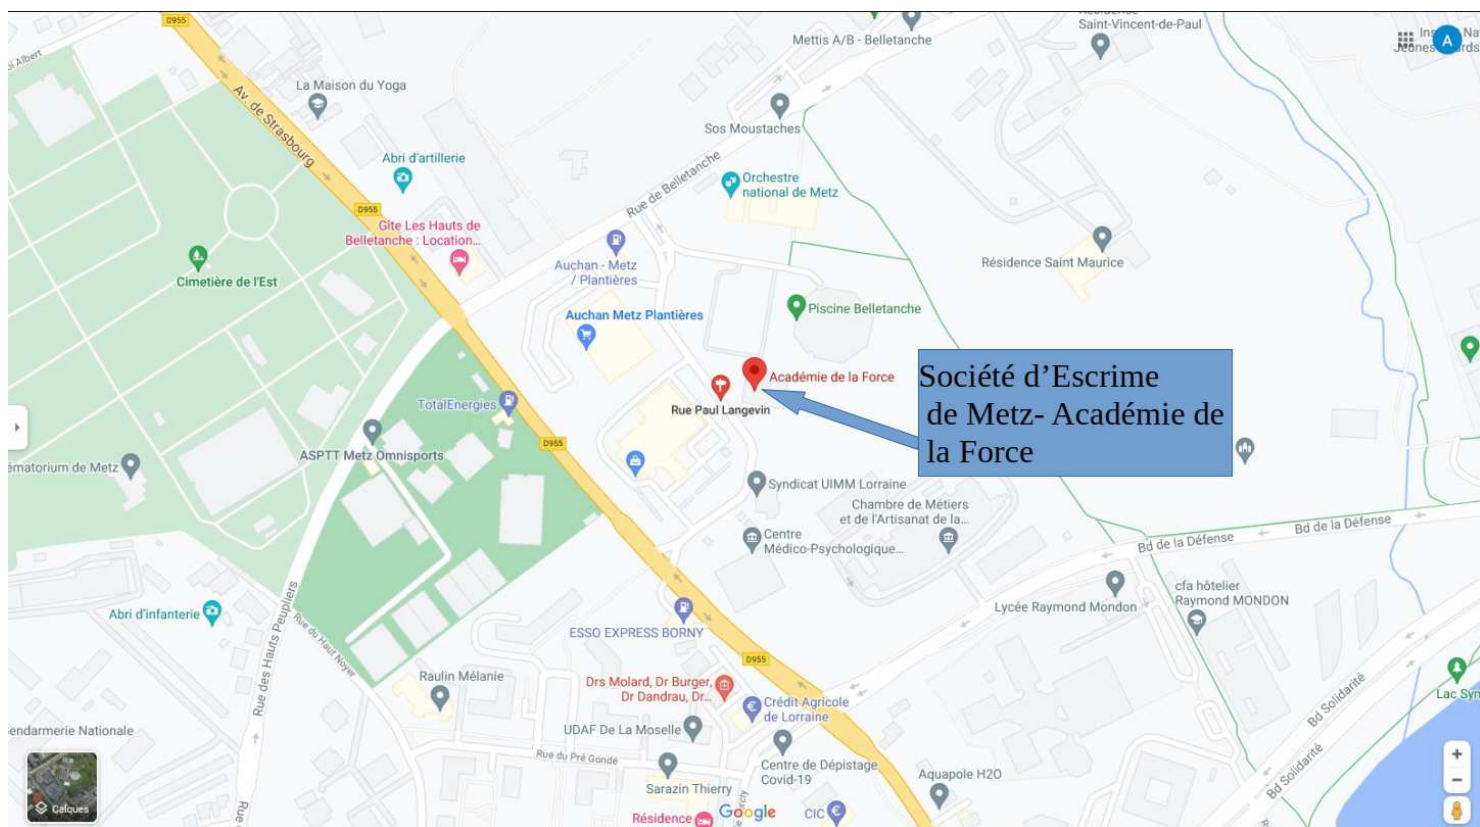 D955
Mettis A/B - Belletanche
Saint-Vincent-de-Paul
A
Albert
La Maison du Yoga
Av. de Strasbourg
Sos Moustaches
Abri d'artillerie
Rue de Belletanche
Orchestre
national de Metz
D955
Gîte Les Hauts de
Belletanche : Location...
Auchan - Metz
/ Plantières
Résidence Saint Maurice
Cimetière de l'Est
Auchan Metz Plantières
Piscine Belletanche
Académie de la Force
Société d'Escrime
de Metz- Académie de
la Force
Rue Paul Langevin
TotalEnergies
D955
ASPTT Metz Omnisports
ématorium de Metz
Syndicat UIMM Lorraine
Chambre de Métiers
et de l'Artisanat de la...
Centre
Médico-Psychologique...
Bd de la Défense
Bd de la Défense
cfa hôtelier
Raymond MONDON
Lycée Raymond Mondon
Abri d'infanterie
Rue du Haut Noyer
Rue des Hauts Peupliers
ESSO EXPRESS BORNY
D955
Raulin Mélanie
Drs Molard, Dr Burger,
Dr Dandrau, Dr...
Crédit Agricole
de Lorraine
Bd Solidarité
Lac Sym
UDAF De La Moselle
endarmerie Nationale
Rue du Pré Gondé
Centre de Dépistage
Covid-19
Bd Solidarité
Aquapole H2O
Sarazin Thierry
Calques
Rue
Résidence
Google
CIC